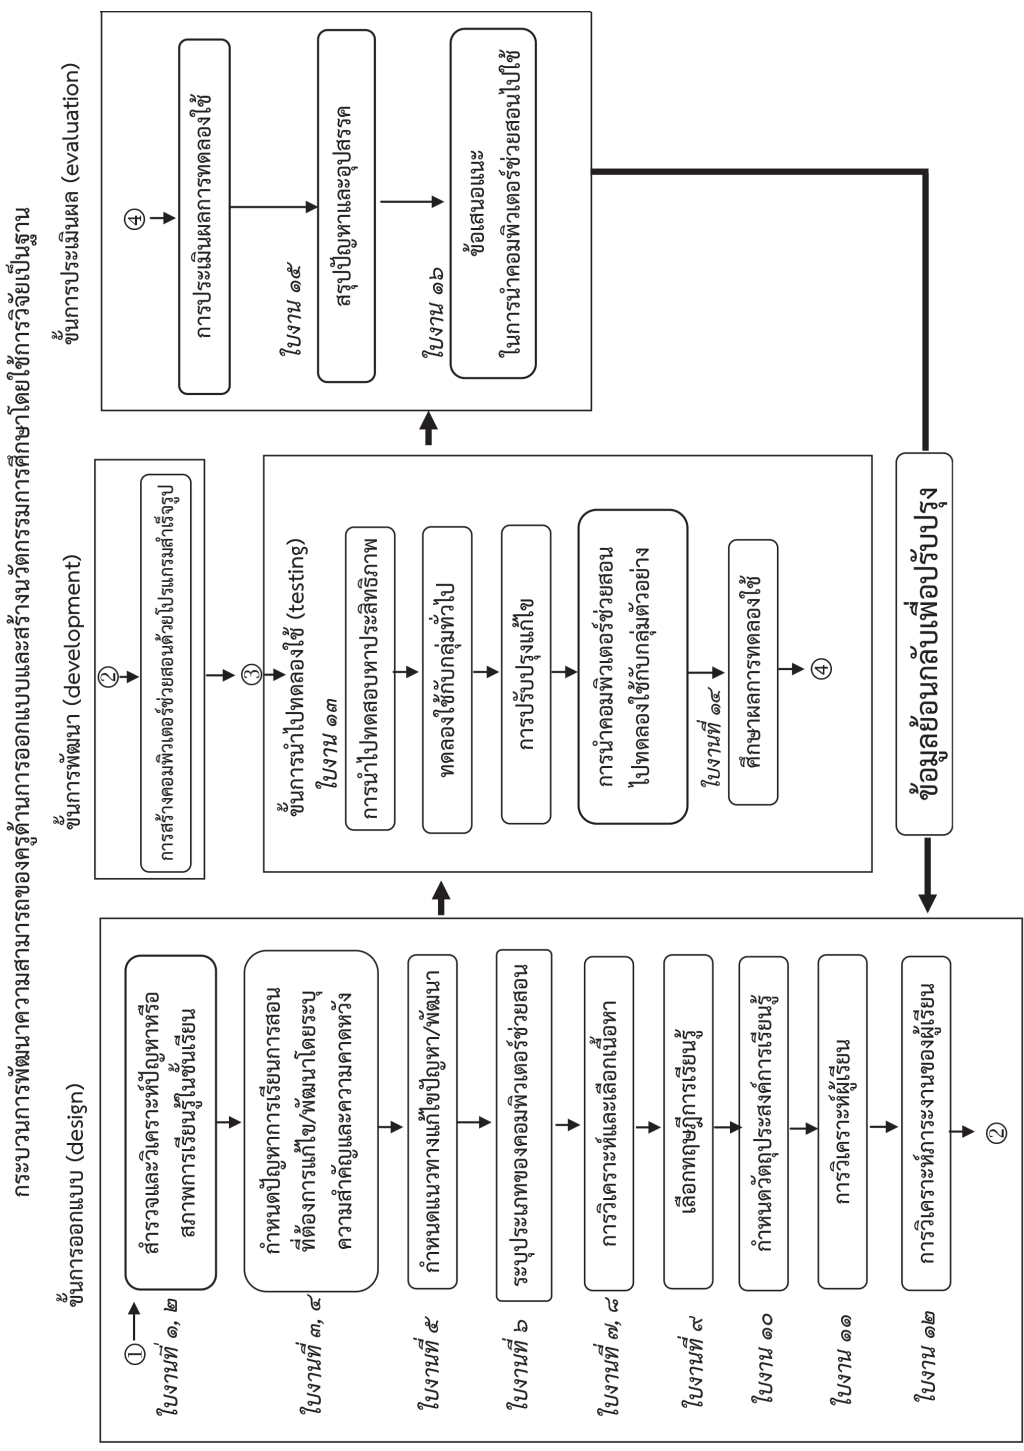 กระบวนการพัฒนาความสามารถของครูด้านการออกแบบและสร้างนวัตกรรมการศึกษาโดยใช้การวิจัยเป็นฐาน
ขั้นการออกแบบ (design)
①
ใบงานที่ ๑, ๒
สำรวจและวิเคราะห์ปัญหาหรือ
สภาพการเรียนรู้ในชั้นเรียน
ใบงานที่ ๓, ๔
กำหนดปัญหาการเรียนการสอน
ที่ต้องการแก้ไข/พัฒนาโดยระบุ
ความสำคัญและความคาดหวัง
ใบงานที่ ๕
กำหนดแนวทางแก้ไขปัญหา/พัฒนา
ใบงานที่ ๖
ระบุประเภทของคอมพิวเตอร์ช่วยสอน
ใบงานที่ ๗, ๘
การวิเคราะห์และเลือกเนื้อหา
ใบงานที่ ๙
เลือกทฤษฎีการเรียนรู้
ใบงาน ๑๐
กำหนดวัตถุประสงค์การเรียนรู้
ใบงาน ๑๑
การวิเคราะห์ผู้เรียน
ใบงาน ๑๒
การวิเคราะห์ภาระงานของผู้เรียน
②
ขั้นการพัฒนา (development)
②
การสร้างคอมพิวเตอร์ช่วยสอนด้วยโปรแกรมสำเร็จรูป
③
ขั้นการนำไปทดลองใช้ (testing)
ใบงาน ๑๓
การนำไปทดสอบหาประสิทธิภาพ
ทดลองใช้กับกลุ่มทั่วไป
การปรับปรุงแก้ไข
การนำคอมพิวเตอร์ช่วยสอน
ไปทดลองใช้กับกลุ่มตัวอย่าง
ใบงานที่ ๑๔
ศึกษาผลการทดลองใช้
④
ขั้นการประเมินผล (evaluation)
④
การประเมินผลการทดลองใช้
ใบงาน ๑๕
สรุปปัญหาและอุปสรรค
ใบงาน ๑๖
ข้อเสนอแนะ
ในการนำคอมพิวเตอร์ช่วยสอนไปใช้
ข้อมูลย้อนกลับเพื่อปรับปรุง